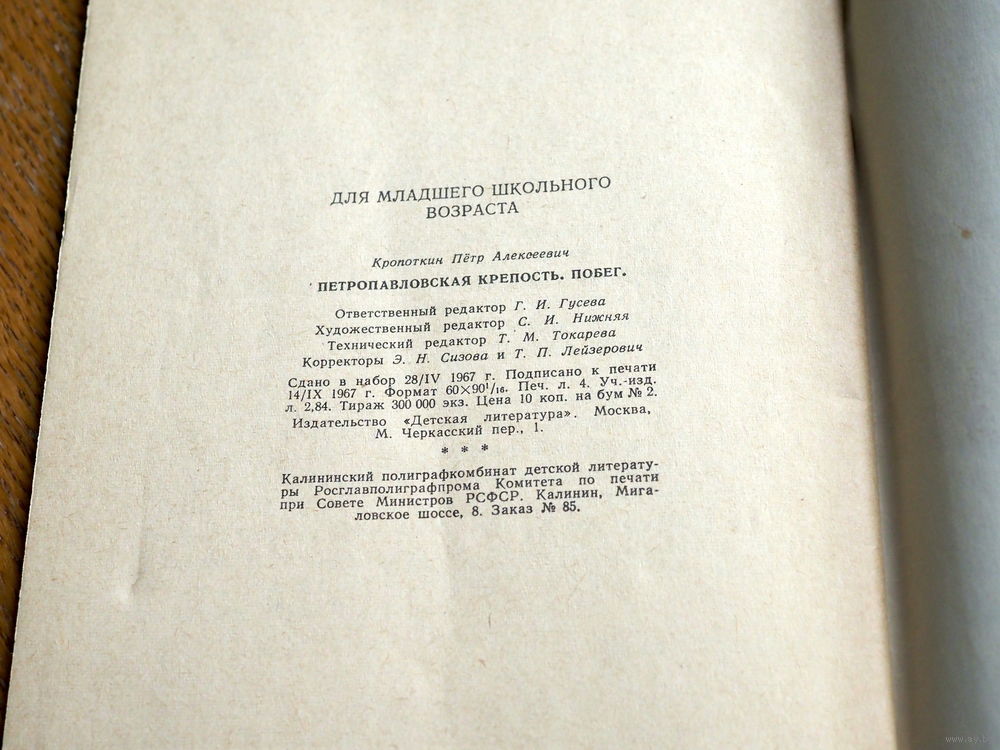 ДЛЯ МЛАДШЕГО ШКОЛЬНОГО
ВОЗРАСТА
Кропоткин Пётр Алексеевич
ПЕТРОПАВЛОВСКАЯ КРЕПОСТЬ. ПОБЕГ.
Ответственный редактор Г. И. Гусева
Художественный редактор С. И. Нижняя
Технический редактор Т. М. Токарева
Корректоры Э. Н. Сизова и Т. П. Лейзерович
Сдано в набор 28/IV 1967 г. Подписано к печати
14/IX 1967 г. Формат 60×90¹/₁₆. Печ. л. 4. Уч.-изд.
л. 2,84. Тираж 300 000 экз. Цена 10 коп. на бум № 2.
Издательство «Детская литература». Москва,
М. Черкасский пер., 1.
* * *
Калининский полиграфкомбинат детской литерату-
ры Росглавполиграфпрома Комитета по печати
при Совете Министров РСФСР. Калинин, Мига-
ловское шоссе, 8. Заказ № 85.